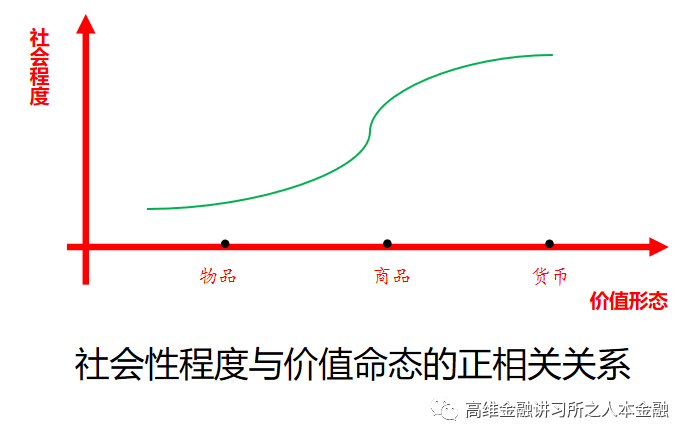 社会程度
物品
商品
货币
价值形态
社会性程度与价值命态的正相关关系
高维金融讲习所之人本金融